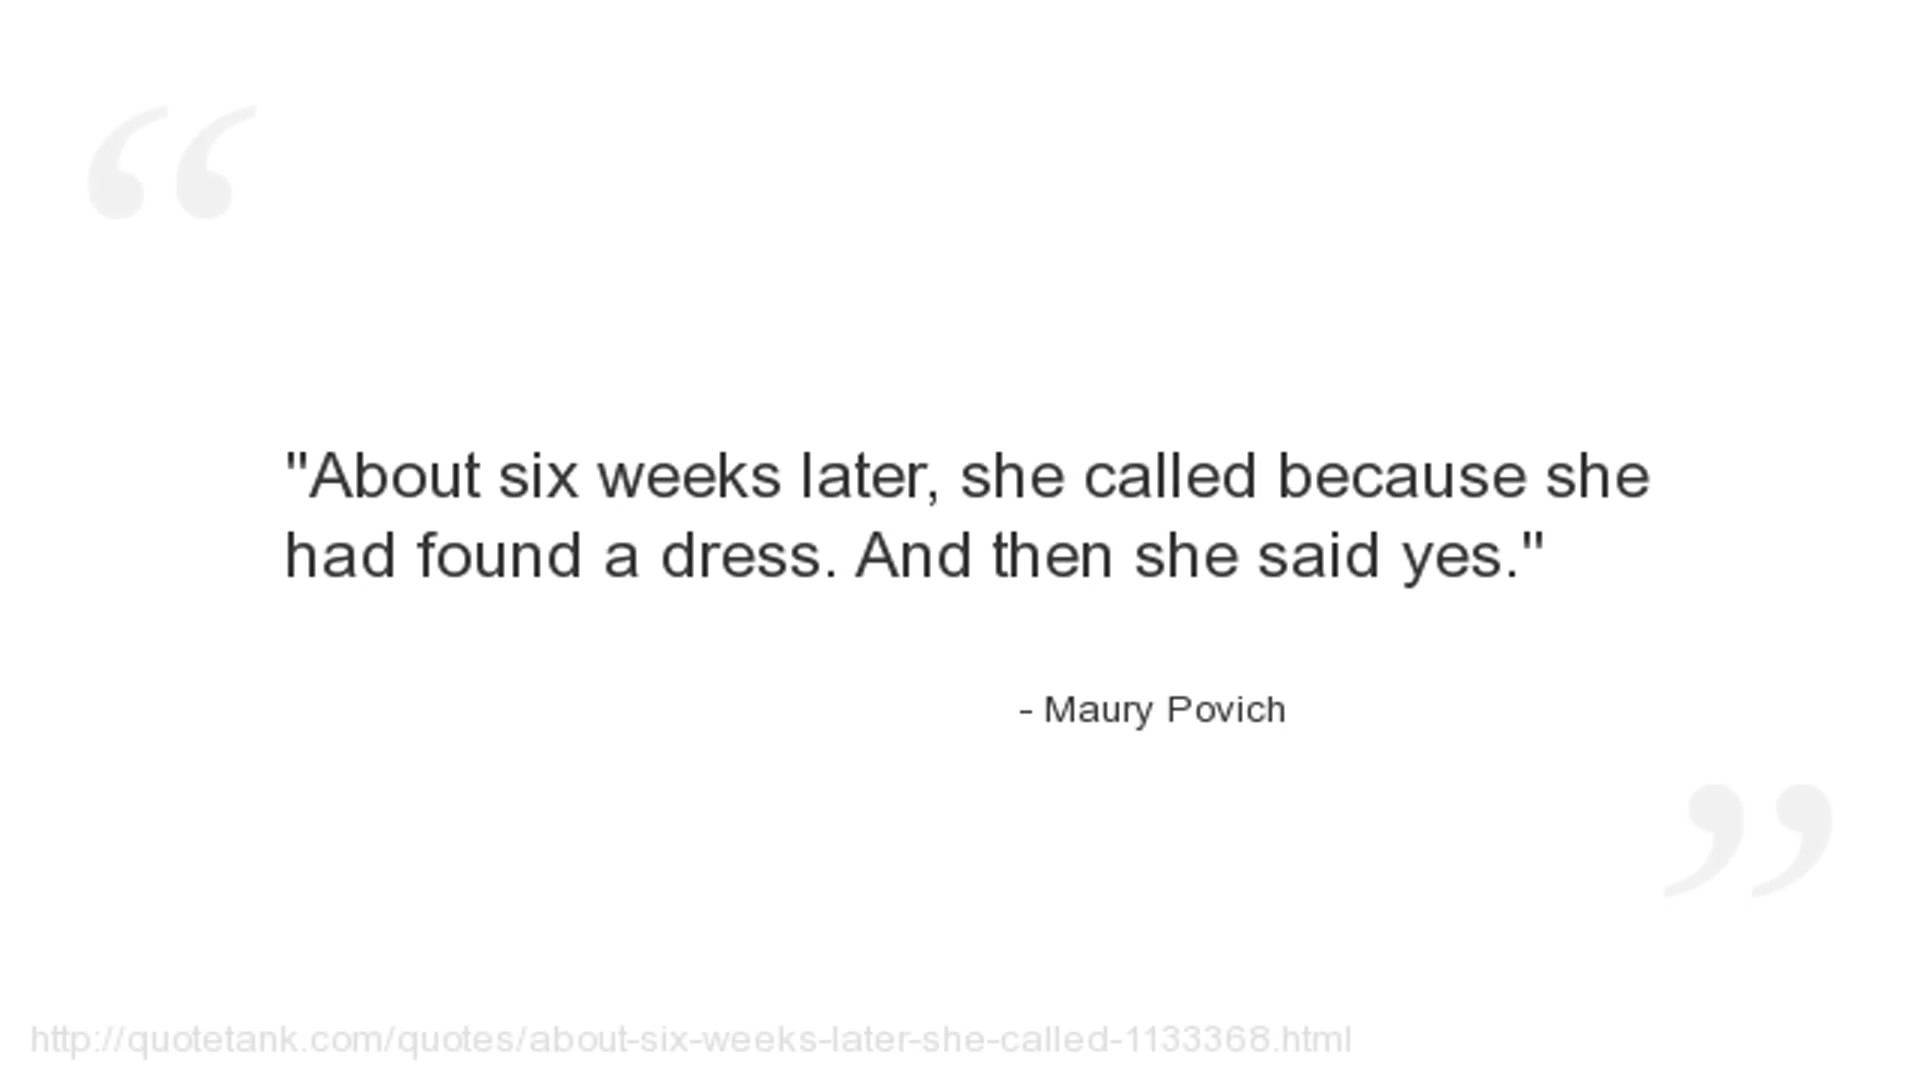 "About six weeks later, she called because she
had found a dress. And then she said yes."
- Maury Povich
http://quotetank.com/quotes/about-six-weeks-later-she-called-1133368.html